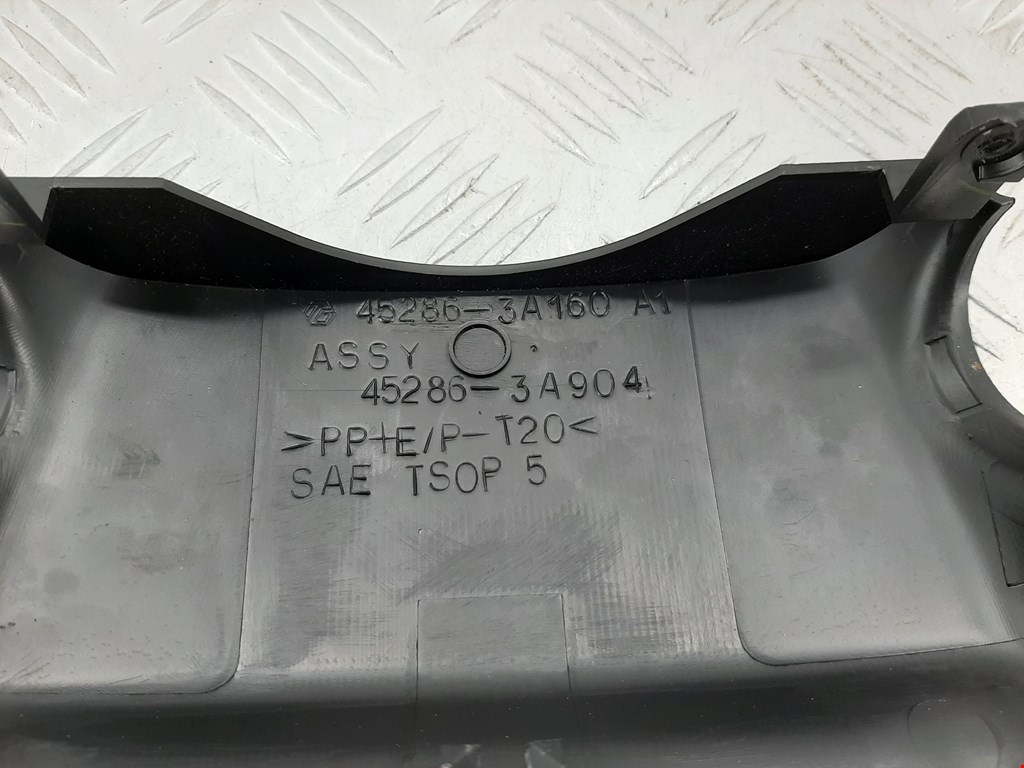 45286-3A160 A1
ASSY
45286-3A904
>PP+E/P-T20<
SAE TSOP 5